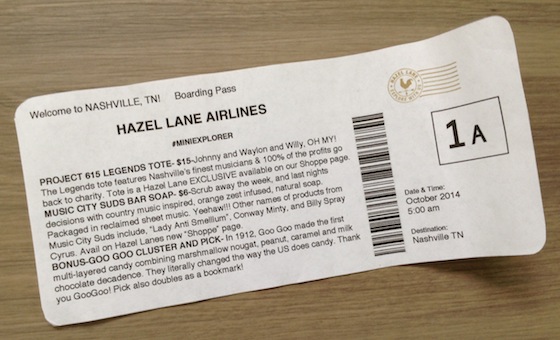 Welcome to NASHVILLE, TN! Boarding Pass
HAZEL LANE AIRLINES
#MINIEXPLORER
PROJECT 615 LEGENDS TOTE- $15-Johnny and Waylon and Willy, OH MY!
The Legends tote features Nashville's finest musicians & 100% of the profits go
back to charity. Tote is a Hazel Lane EXCLUSIVE available on our Shoppe page.
MUSIC CITY SUDS BAR SOAP- $6-Scrub away the week, and last nights
decisions with country music inspired, orange zest infused, natural soap.
Packaged in reclaimed sheet music. Yeehaw!!! Other names of products from
Music City Suds include, "Lady Anti Smellium", Conway Minty, and Billy Spray
Cyrus. Avail on Hazel Lanes new "Shoppe" page.
BONUS-GOO GOO CLUSTER AND PICK- In 1912, Goo Goo made the first
multi-layered candy combining marshmallow nougat, peanut, caramel and milk
chocolate decadence. They literally changed the way the US does candy. Thank
you GooGoo! Pick also doubles as a bookmark!
HAZEL LANE
1A
Date & Time:
October 2014
5:00 am
Destination:
Nashville TN